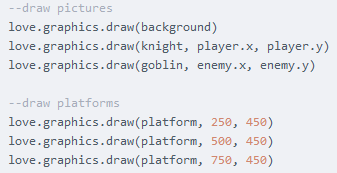 --draw pictures
love.graphics.draw(background)
love.graphics.draw(knight, player.x, player.y)
love.graphics.draw(goblin, enemy.x, enemy.y)
--draw platforms
love.graphics.draw(platform, 250, 450)
love.graphics.draw(platform, 500, 450)
love.graphics.draw(platform, 750, 450)